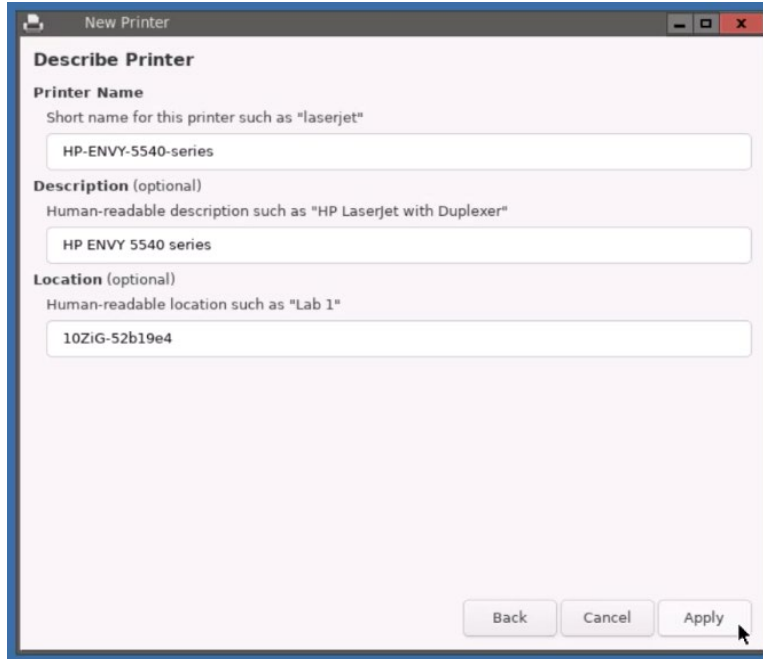 New Printer
Describe Printer
Printer Name
Short name for this printer such as "laserjet"
HP-ENVY-5540-series
Description (optional)
Human-readable description such as "HP LaserJet with Duplexer"
HP ENVY 5540 series
Location (optional)
Human-readable location such as "Lab 1"
10ZiG-52b19e4
Back Cancel Apply